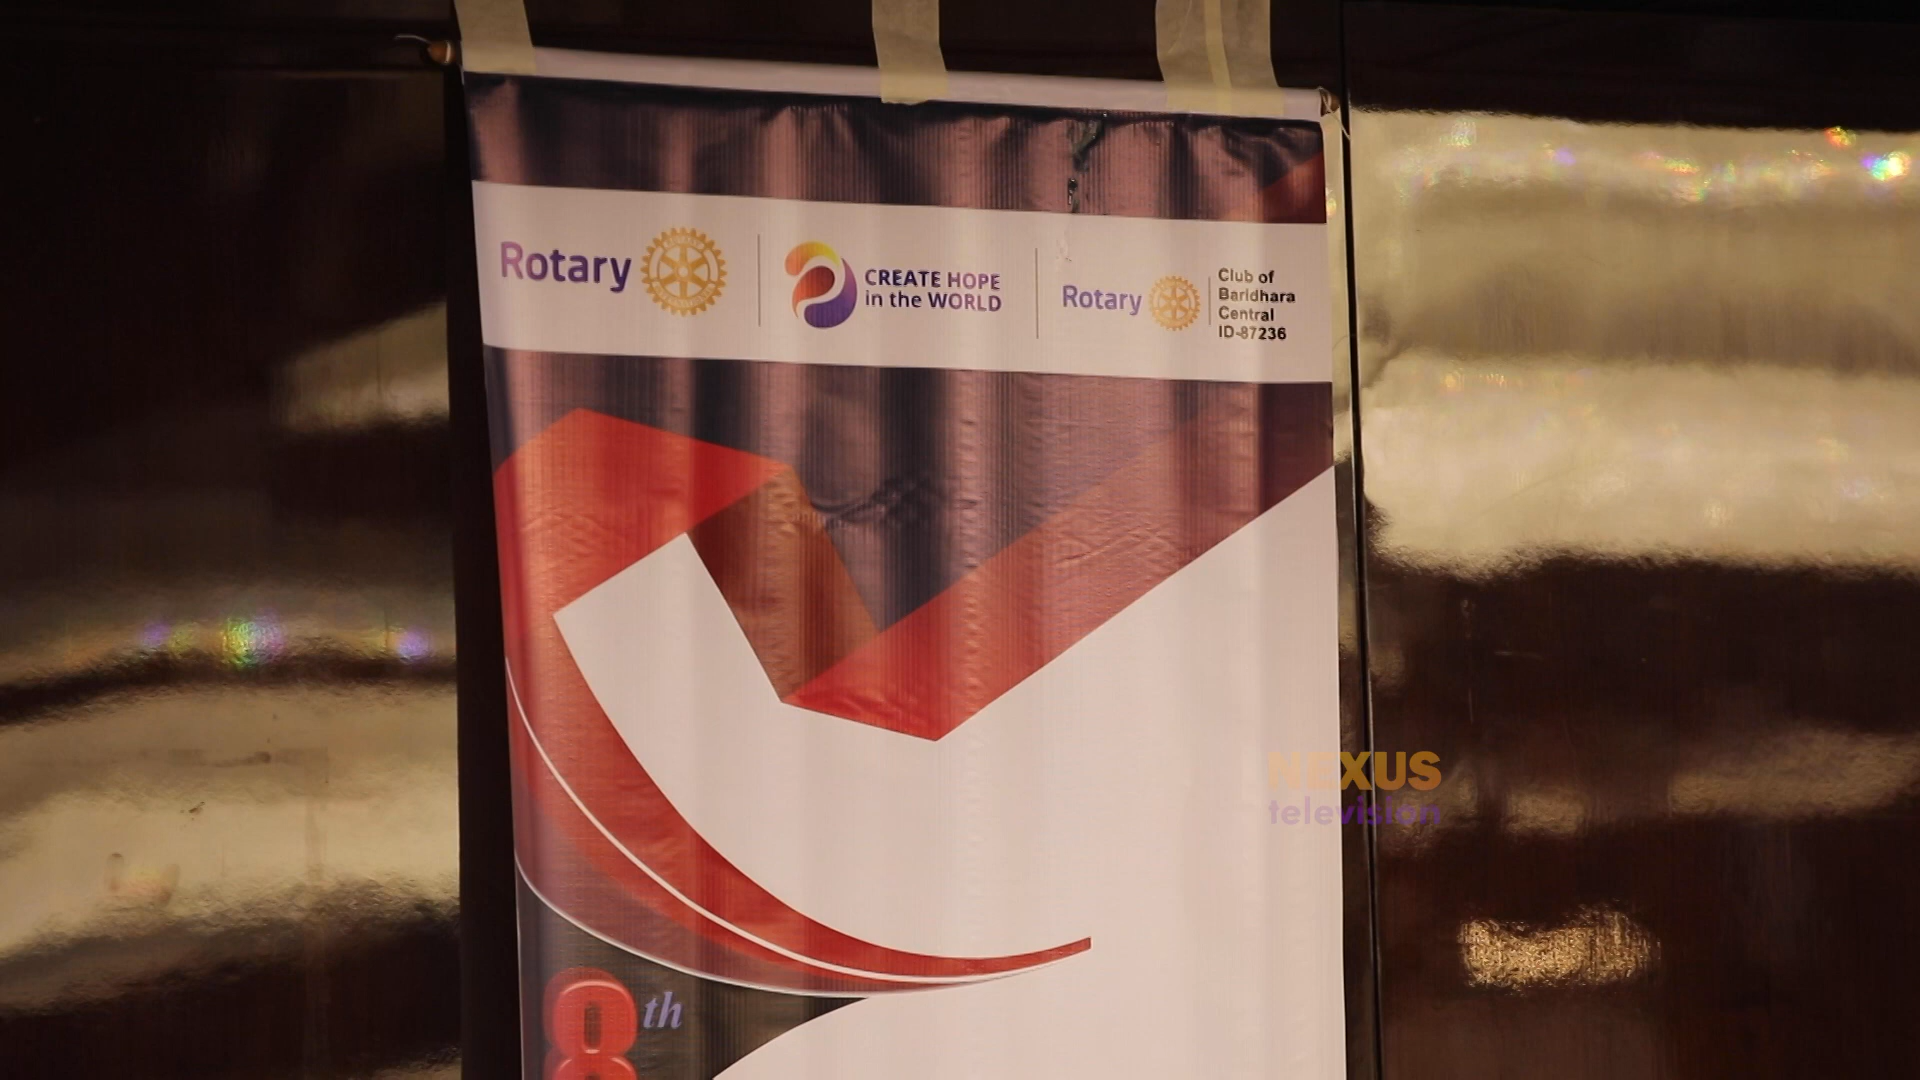 Rotary
CREATE HOPE
in the WORLD
Rotary
Club of
Baridhara
Central
ID-87236
NEXUS
television
8th